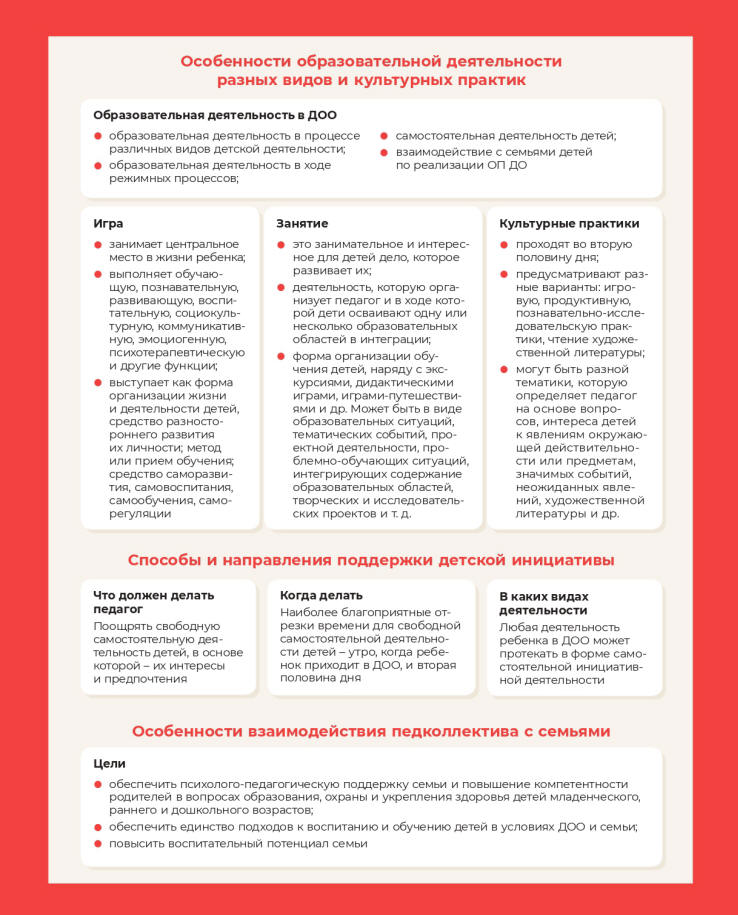 Особенности образовательной деятельности
разных видов и культурных практик
Образовательная деятельность в ДОО
образовательная деятельность в процессе
различных видов детской деятельности;
образовательная деятельность в ходе
режимных процессов;
самостоятельная деятельность детей;
взаимодействие с семьями детей
по реализации ОП ДО
Игра
занимает центральное
место в жизни ребенка;
выполняет обучаю-
щую, познавательную,
развивающую, воспи-
тательную, социокуль-
турную, коммуникатив-
ную, эмоциогенную,
психотерапевтическую
и другие функции;
выступает как форма
организации жизни
и деятельности детей,
средство разносто-
роннего развития
их личности; метод
или прием обучения;
средство саморазви-
тия, самовоспитания,
самообучения, само-
регуляции
Занятие
это занимательное и интерес-
ное для детей дело, которое
развивает их;
деятельность, которую орга-
низует педагог и в ходе кото-
рой дети осваивают одну или
несколько образовательных
областей в интеграции;
форма организации обу-
чения детей, наряду с экс-
курсиями, дидактическими
играми, играми-путешестви-
ями и др. Может быть в виде
образовательных ситуаций,
тематических событий, про-
ектной деятельности, про-
блемно-обучающих ситуаций,
интегрирующих содержание
образовательных областей,
творческих и исследователь-
ских проектов и т. д.
Культурные практики
проходят во вторую
половину дня;
предусматривают раз-
ные варианты: игро-
вую, продуктивную,
познавательно-иссле-
довательскую прак-
тики, чтение художе-
ственной литературы;
могут быть разной
тематики, которую
определяет педагог
на основе вопро-
сов, интереса детей
к явлениям окружаю-
щей действительно-
сти или предметам,
значимых событий,
неожиданных явле-
ний, художественной
литературы и др.
Способы и направления поддержки детской инициативы
Что должен делать
педагог
Поощрять свободную
самостоятельную дея-
тельность детей, в основе
которой – их интересы
и предпочтения
Когда делать
Наиболее благоприятные от-
резки времени для свободной
самостоятельной деятельно-
сти детей – утро, когда ребе-
нок приходит в ДОО, и вторая
половина дня
В каких видах
деятельности
Любая деятельность
ребенка в ДОО может
протекать в форме само-
стоятельной инициатив-
ной деятельности
Особенности взаимодействия педколлектива с семьями
Цели
обеспечить психолого-педагогическую поддержку семьи и повышение компетентности
родителей в вопросах образования, охраны и укрепления здоровья детей младенческого,
раннего и дошкольного возрастов;
обеспечить единство подходов к воспитанию и обучению детей в условиях ДОО и семьи;
повысить воспитательный потенциал семьи